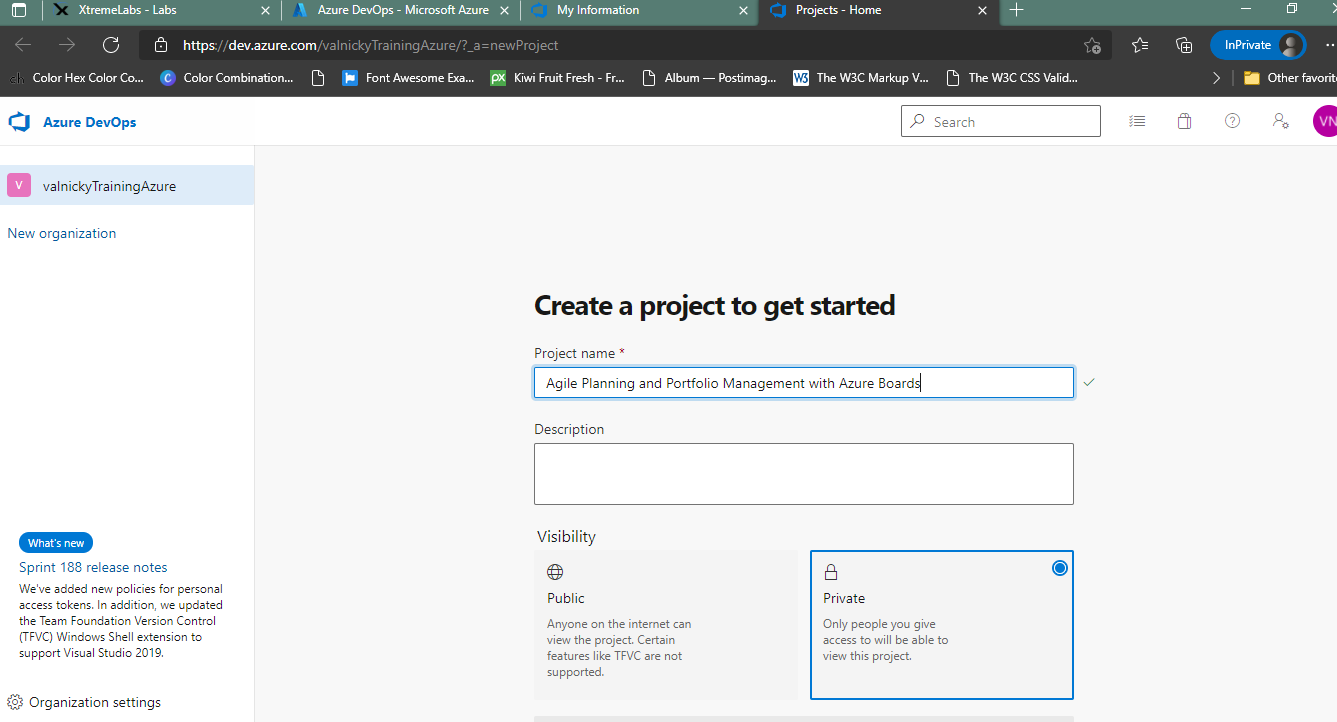 XtremeLabs - Labs
Azure DevOps - Microsoft Azure
My Information
Projects - Home
https://dev.azure.com/valnickyTrainingAzure/?_a=newProject
InPrivate
ch Color Hex Color Co...
C Color Combination...
Font Awesome Exa...
px Kiwi Fruit Fresh - Fr...
Album — Postimag...
W3 The W3C Markup V...
The W3C CSS Valid...
Other favorit
Azure DevOps
Search
VN
V valnickyTrainingAzure
New organization
Create a project to get started
Project name *
Agile Planning and Portfolio Management with Azure Boards
Description
Visibility
Public
Anyone on the internet can
view the project. Certain
features like TFVC are not
supported.
Private
Only people you give
access to will be able to
view this project.
What's new
Sprint 188 release notes
We've added new policies for personal
access tokens. In addition, we updated
the Team Foundation Version Control
(TFVC) Windows Shell extension to
support Visual Studio 2019.
Organization settings